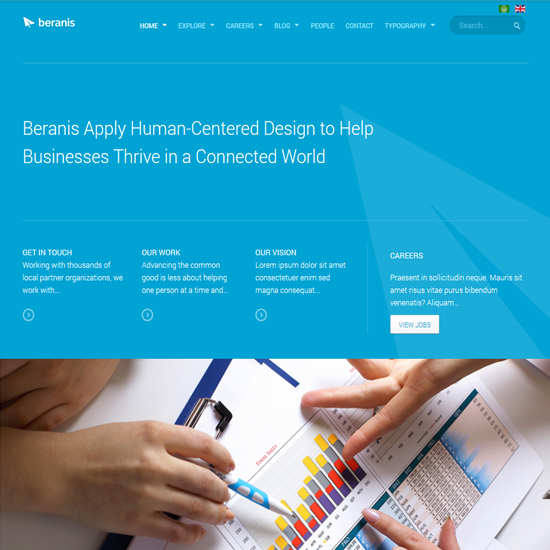 beranis
HOME EXPLORE CAREERS BLOG PEOPLE CONTACT TYPOGRAPHY
Search...
Beranis Apply Human-Centered Design to Help
Businesses Thrive in a Connected World
GET IN TOUCH
Working with thousands of
local partner organizations, we
work with...
OUR WORK
Advancing the common
good is less about helping
one person at a time and...
OUR VISION
Lorem ipsum dolor sit amet
consectetuer enim sed
magna consequat...
CAREERS
Praesent in sollicitudin neque. Mauris sit
amet risus vitae purus bibendum
venenatis? Aliquam...
VIEW JOBS